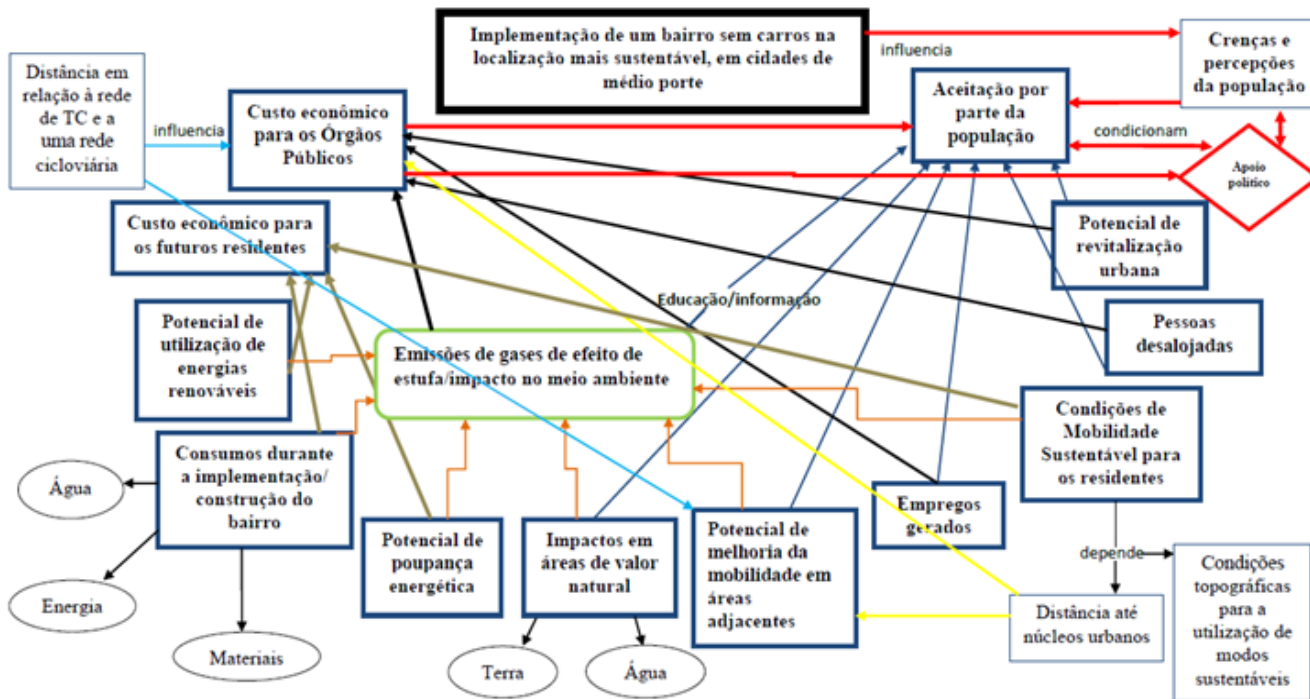 Implementação de um bairro sem carros na
localização mais sustentável, em cidades de
médio porte
influencia
Crenças e
percepções
da população
Distância em
relação à rede
de TC e a
uma rede
cicloviária
influencia
Custo econômico
para os Órgãos
Públicos
Aceitação por
parte da
população
condicionam
Apoio
político
Custo econômico para
os futuros residentes
Potencial de
revitalização
urbana
Educação/informação
Potencial de
utilização de
energias
renováveis
Emissões de gases de efeito de
estufa/impacto no meio ambiente
Pessoas
desalojadas
Condições de
Mobilidade
Sustentável para
os residentes
Consumos durante
a implementação/
construção do
bairro
Água
Energia
Materiais
Potencial de
poupança
energética
Impactos em
áreas de valor
natural
Terra
Água
Potencial de
melhoria da
mobilidade em
áreas
adjacentes
Empregos
gerados
depende
Distância até
núcleos urbanos
Condições
topográficas
para a
utilização de
modos
sustentáveis